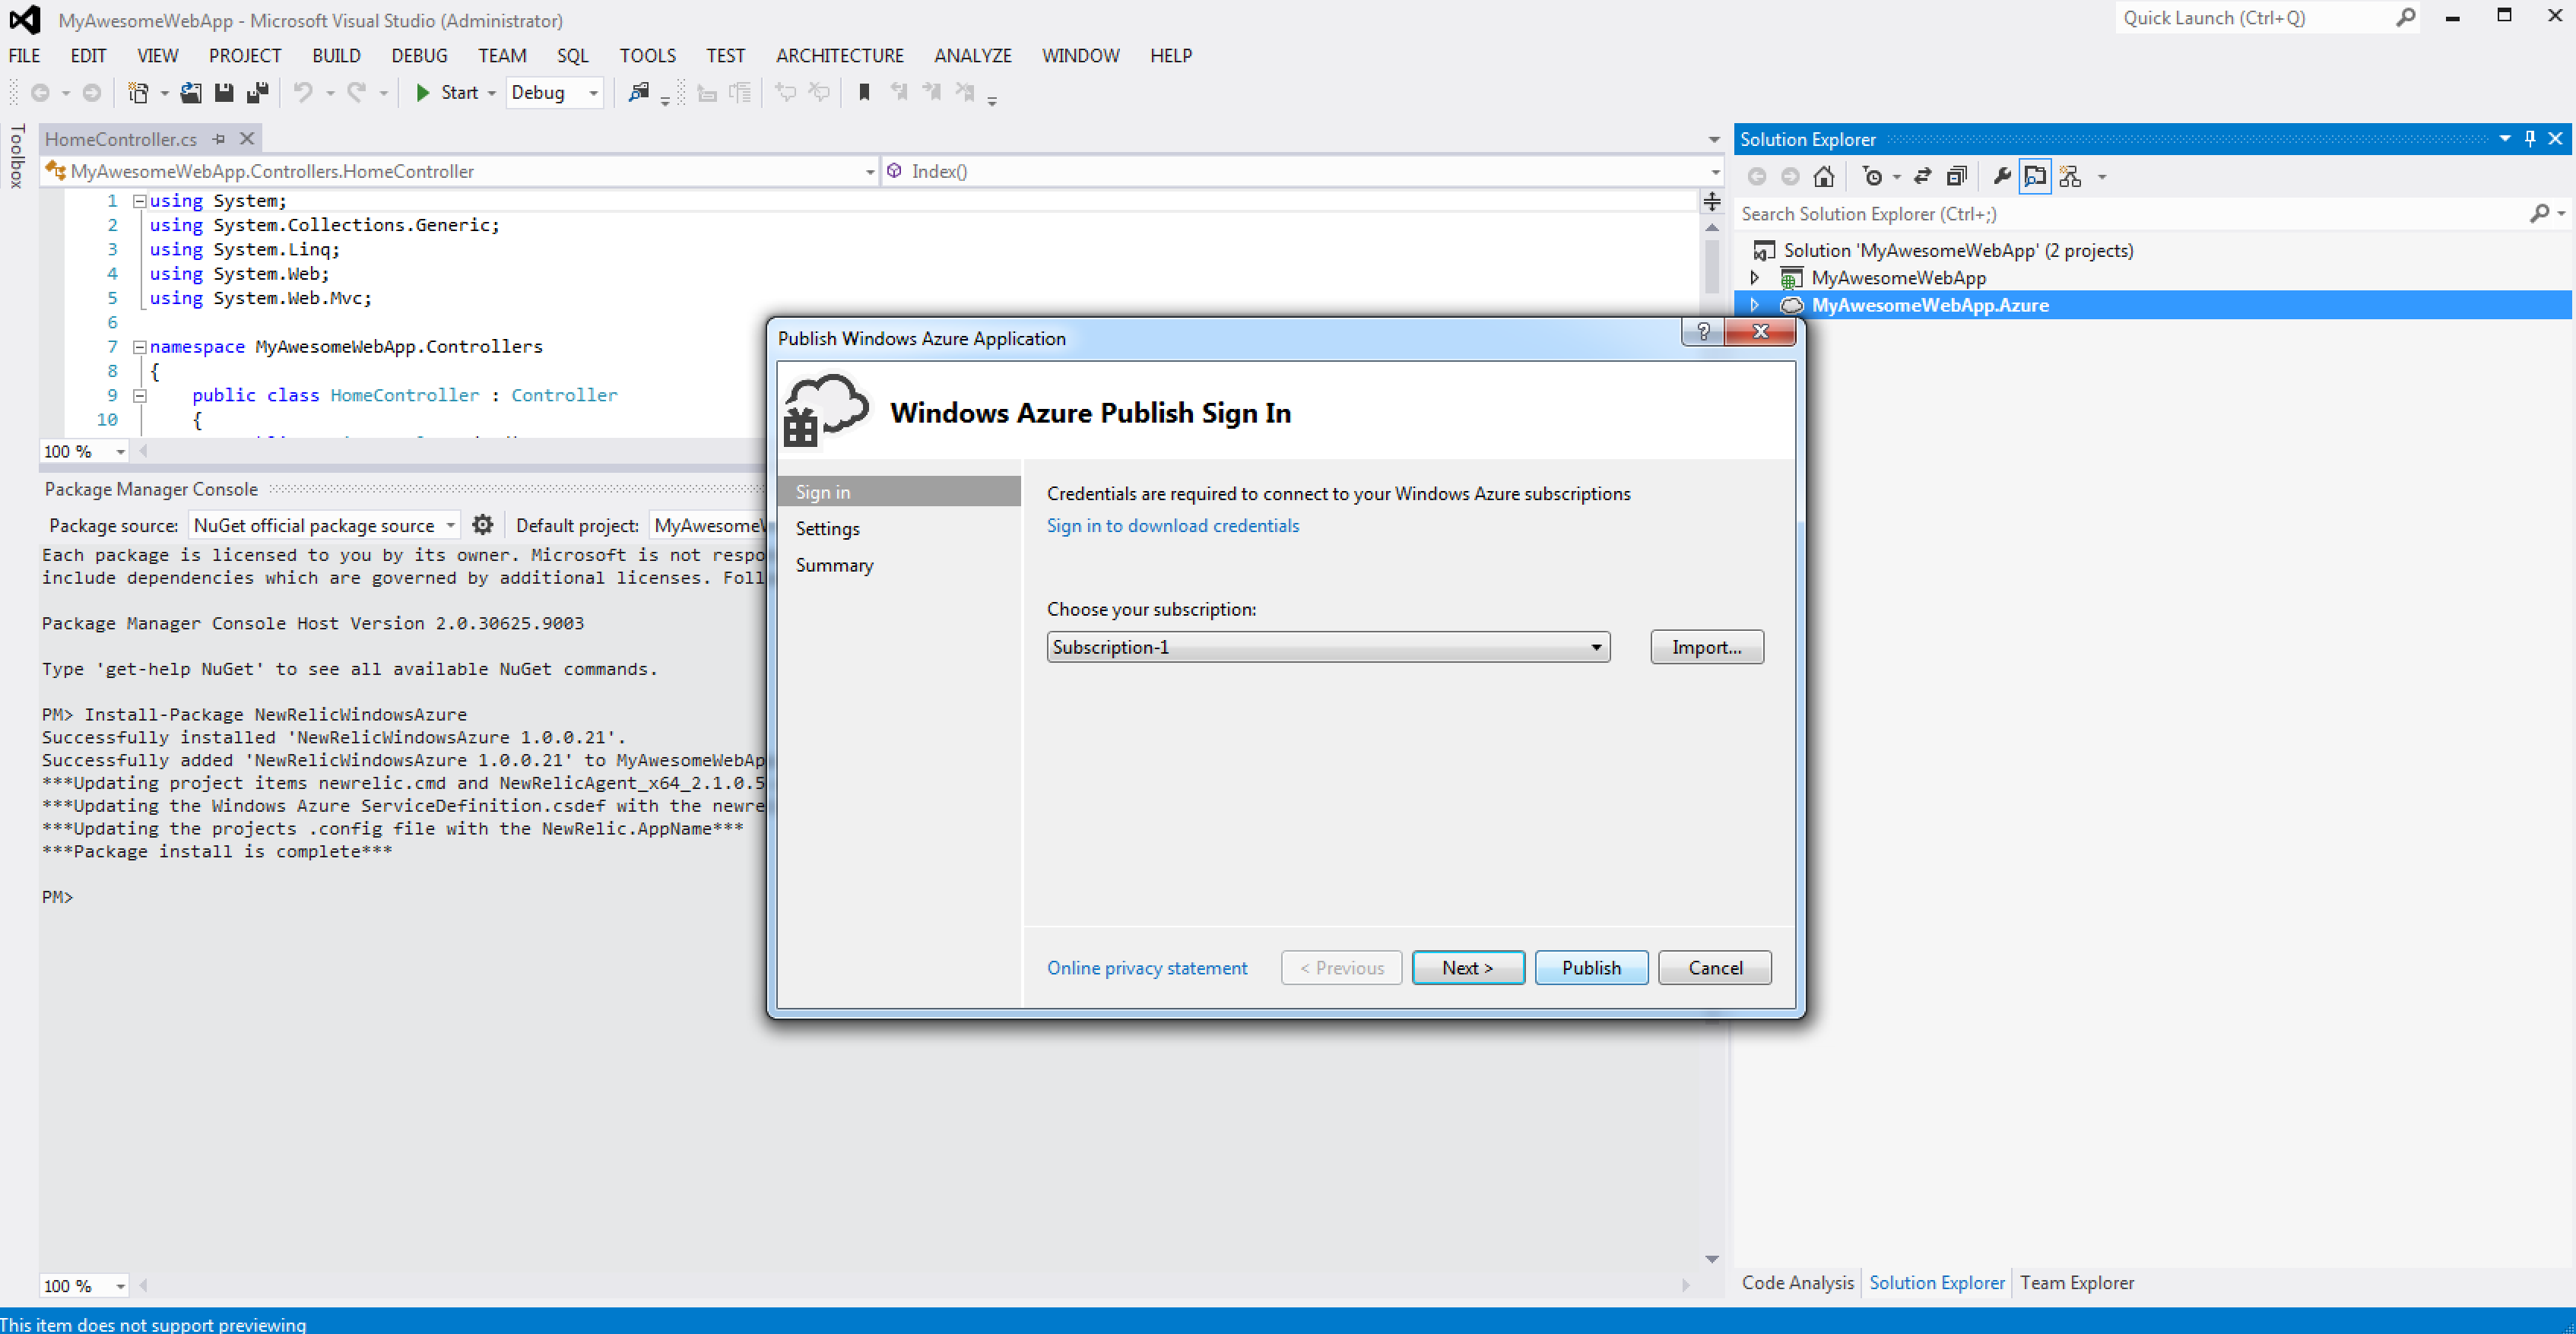 MyAwesomeWebApp - Microsoft Visual Studio (Administrator)
Quick Launch (Ctrl+Q)
FILE EDIT VIEW PROJECT BUILD DEBUG TEAM SQL TOOLS TEST ARCHITECTURE ANALYZE WINDOW HELP
Start Debug
Toolbox
HomeController.cs
MyAwesomeWebApp.Controllers.HomeController
Index()
1 using System;
2 using System.Collections.Generic;
3 using System.Linq;
4 using System.Web;
5 using System.Web.Mvc;
6
7 namespace MyAwesomeWebApp.Controllers
8 {
9 public class HomeController : Controller
10 {
100 %
Package Manager Console
Package source: NuGet official package source Default project: MyAwesomeW
Each package is licensed to you by its owner. Microsoft is not respo
include dependencies which are governed by additional licenses. Foll
Package Manager Console Host Version 2.0.30625.9003
Type 'get-help NuGet' to see all available NuGet commands.
PM> Install-Package NewRelicWindowsAzure
Successfully installed 'NewRelicWindowsAzure 1.0.0.21'.
Successfully added 'NewRelicWindowsAzure 1.0.0.21' to MyAwesomeWebAp
***Updating project items newrelic.cmd and NewRelicAgent_x64_2.1.0.5
***Updating the Windows Azure ServiceDefinition.csdef with the newre
***Updating the projects .config file with the NewRelic.AppName***
***Package install is complete***
PM>
100 %
Publish Windows Azure Application
?
Windows Azure Publish Sign In
Sign in
Settings
Summary
Credentials are required to connect to your Windows Azure subscriptions
Sign in to download credentials
Choose your subscription:
Subscription-1
Import...
Online privacy statement
< Previous
Next >
Publish
Cancel
Solution Explorer
Search Solution Explorer (Ctrl+;)
Solution 'MyAwesomeWebApp' (2 projects)
MyAwesomeWebApp
MyAwesomeWebApp.Azure
Code Analysis Solution Explorer Team Explorer
This item does not support previewing